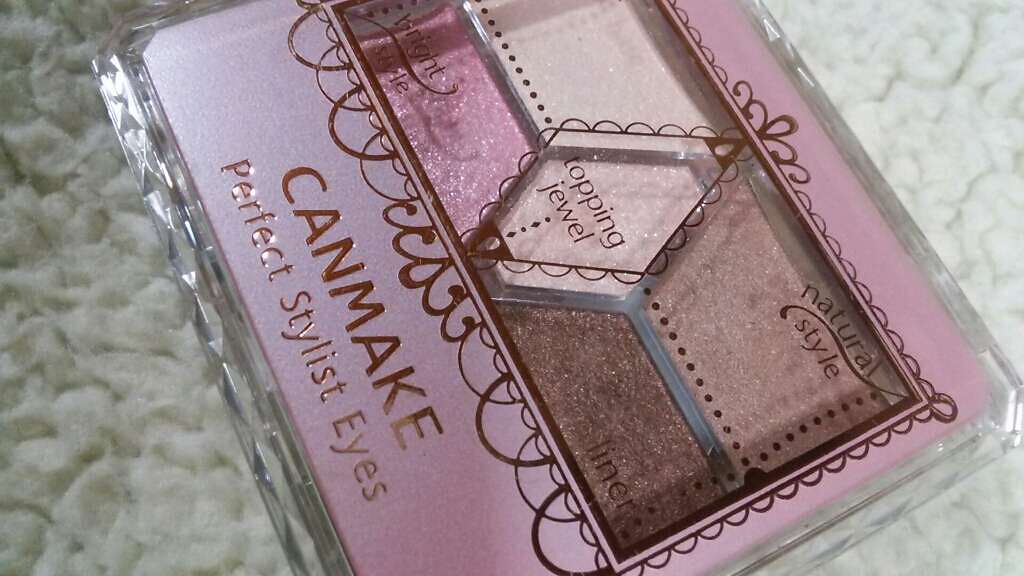 CANMAKE
Perfect Stylist Eyes
bright
style
topping
jewel
natural
style
liner